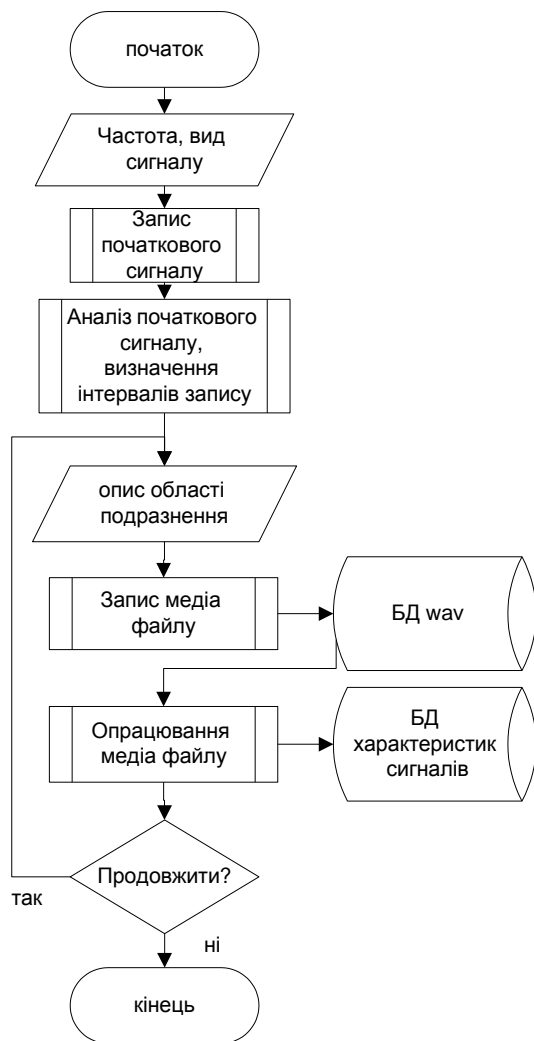 початок
Частота, вид
сигналу
Запис
початкового
сигналу
Аналіз початкового
сигналу,
визначення
інтервалів запису
опис області
подразнення
Запис медіа
файлу
БД wav
Опрацювання
медіа файлу
БД
характеристик
сигналів
Продовжити?
так
ні
кінець